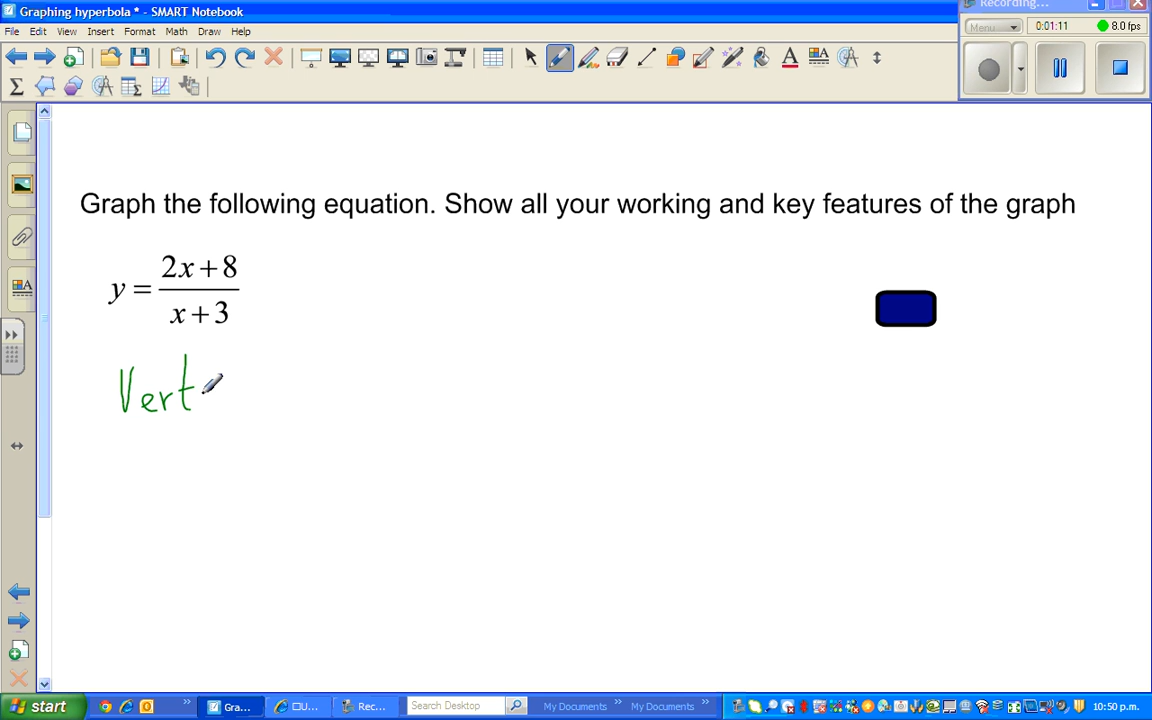 Graphing hyperbola * - SMART Notebook
Recording...
File Edit View Insert Format Math Draw Help
Menu
0:01:11
8.0 fps
Graph the following equation. Show all your working and key features of the graph
y = (2x + 8)/(x + 3)
Vert
start
Gra...
Rec...
Search Desktop
My Documents »
My Documents »
10:50 p.m.